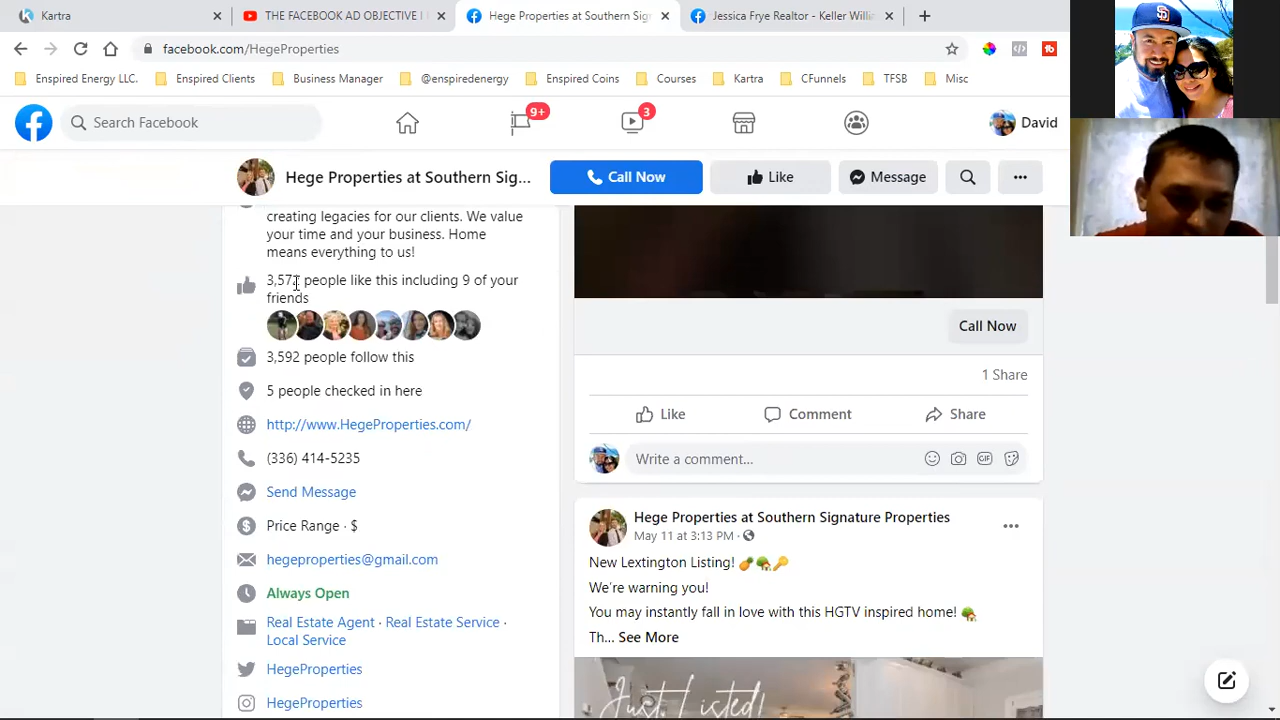 Kartra
THE FACEBOOK AD OBJECTIVE I
Hege Properties at Southern Sig
Jessica Frye Realtor - Keller Willi
facebook.com/HegeProperties
Enspired Energy LLC.
Enspired Clients
Business Manager
@enspiredenergy
Enspired Coins
Courses
Kartra
CFunnels
TFSB
Misc
Search Facebook
9+
3
David
Hege Properties at Southern Sig...
Call Now
Like
Message
creating legacies for our clients. We value
your time and your business. Home
means everything to us!
people like this including 9 of your
friends
3,592 people follow this
5 people checked in here
http://www.HegeProperties.com/
(336) 414-5235
Send Message
Price Range · $
hegeproperties@gmail.com
Always Open
Real Estate Agent · Real Estate Service ·
Local Service
HegeProperties
HegeProperties
Call Now
1 Share
Like
Comment
Share
Write a comment...
GIF
Hege Properties at Southern Signature Properties
May 11 at 3:13 PM ·
New Lextington Listing! 🍍🏡🔑
We're warning you!
You may instantly fall in love with this HGTV inspired home! 🏡
Th... See More
Just Listed!